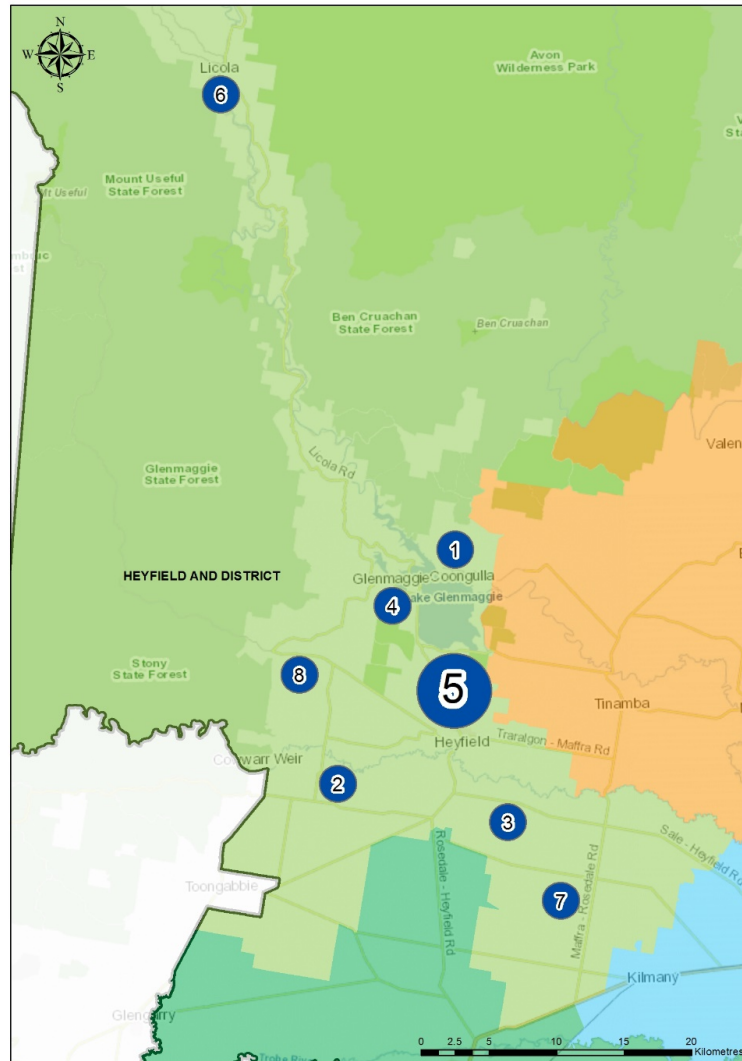 N
W E
S
Licola
6
Avon
Wilderness Park
Mount Useful
State Forest
Mt Useful
Ben Cruachan
State Forest
Ben Cruachan
Licola Rd
Valen
Glenmaggie
State Forest
1
HEYFIELD AND DISTRICT
Glenmaggie Coongulla
4
ake Glenmaggie
Stony
State Forest
8
5
Tinamba
Heyfield
Traralgon - Maffra Rd
Weir
2
3
Rosedale - Heyfield Rd
Maffra - Rosedale Rd
Sale - Heyfield R
Toongabbie
7
Kilmany
Glengarry
0 2.5 5 10 15 20
Kilometres